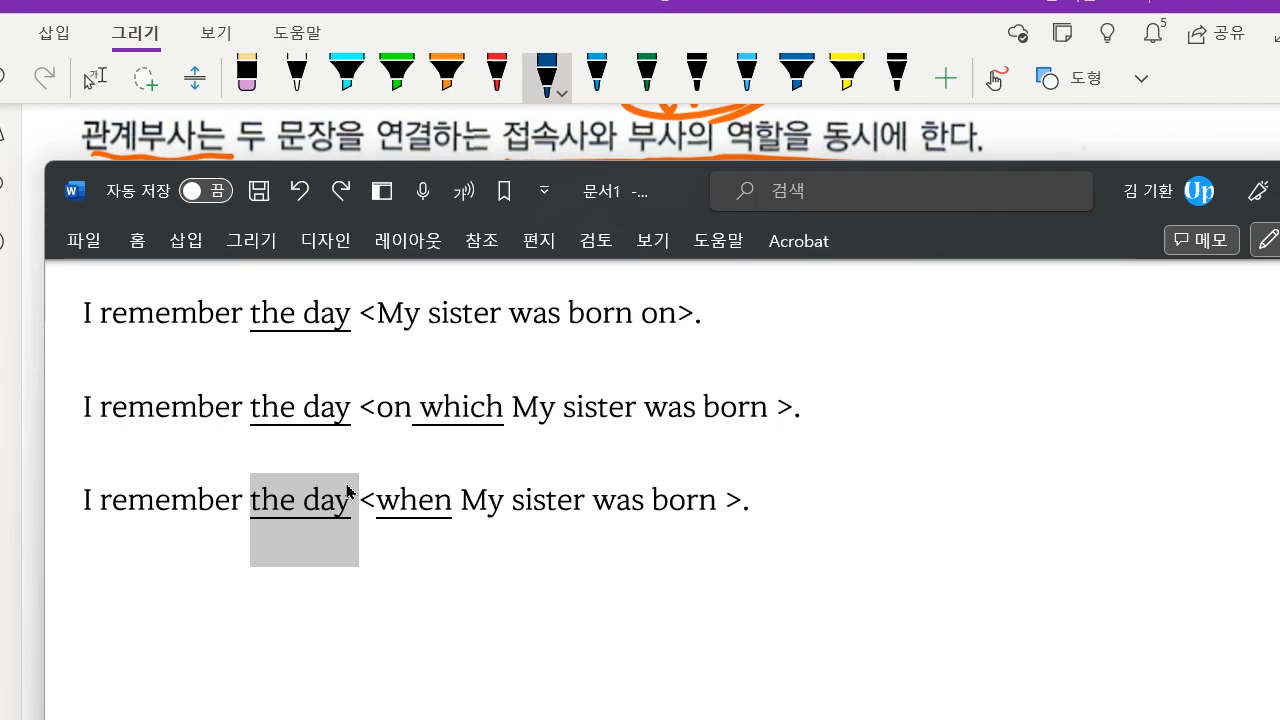 삽입 그리기 보기 도움말
5 공유
가 도형
관계부사는 두 문장을 연결하는 접속사와 부사의 역할을 동시에 한다.
자동 저장 끔 가)) 문서1 -... 검색 김 기환 Up
파일 홈 삽입 그리기 디자인 레이아웃 참조 편지 검토 보기 도움말 Acrobat 메모
I remember the day <My sister was born on>.
I remember the day <on which My sister was born >.
I remember the day <when My sister was born >.